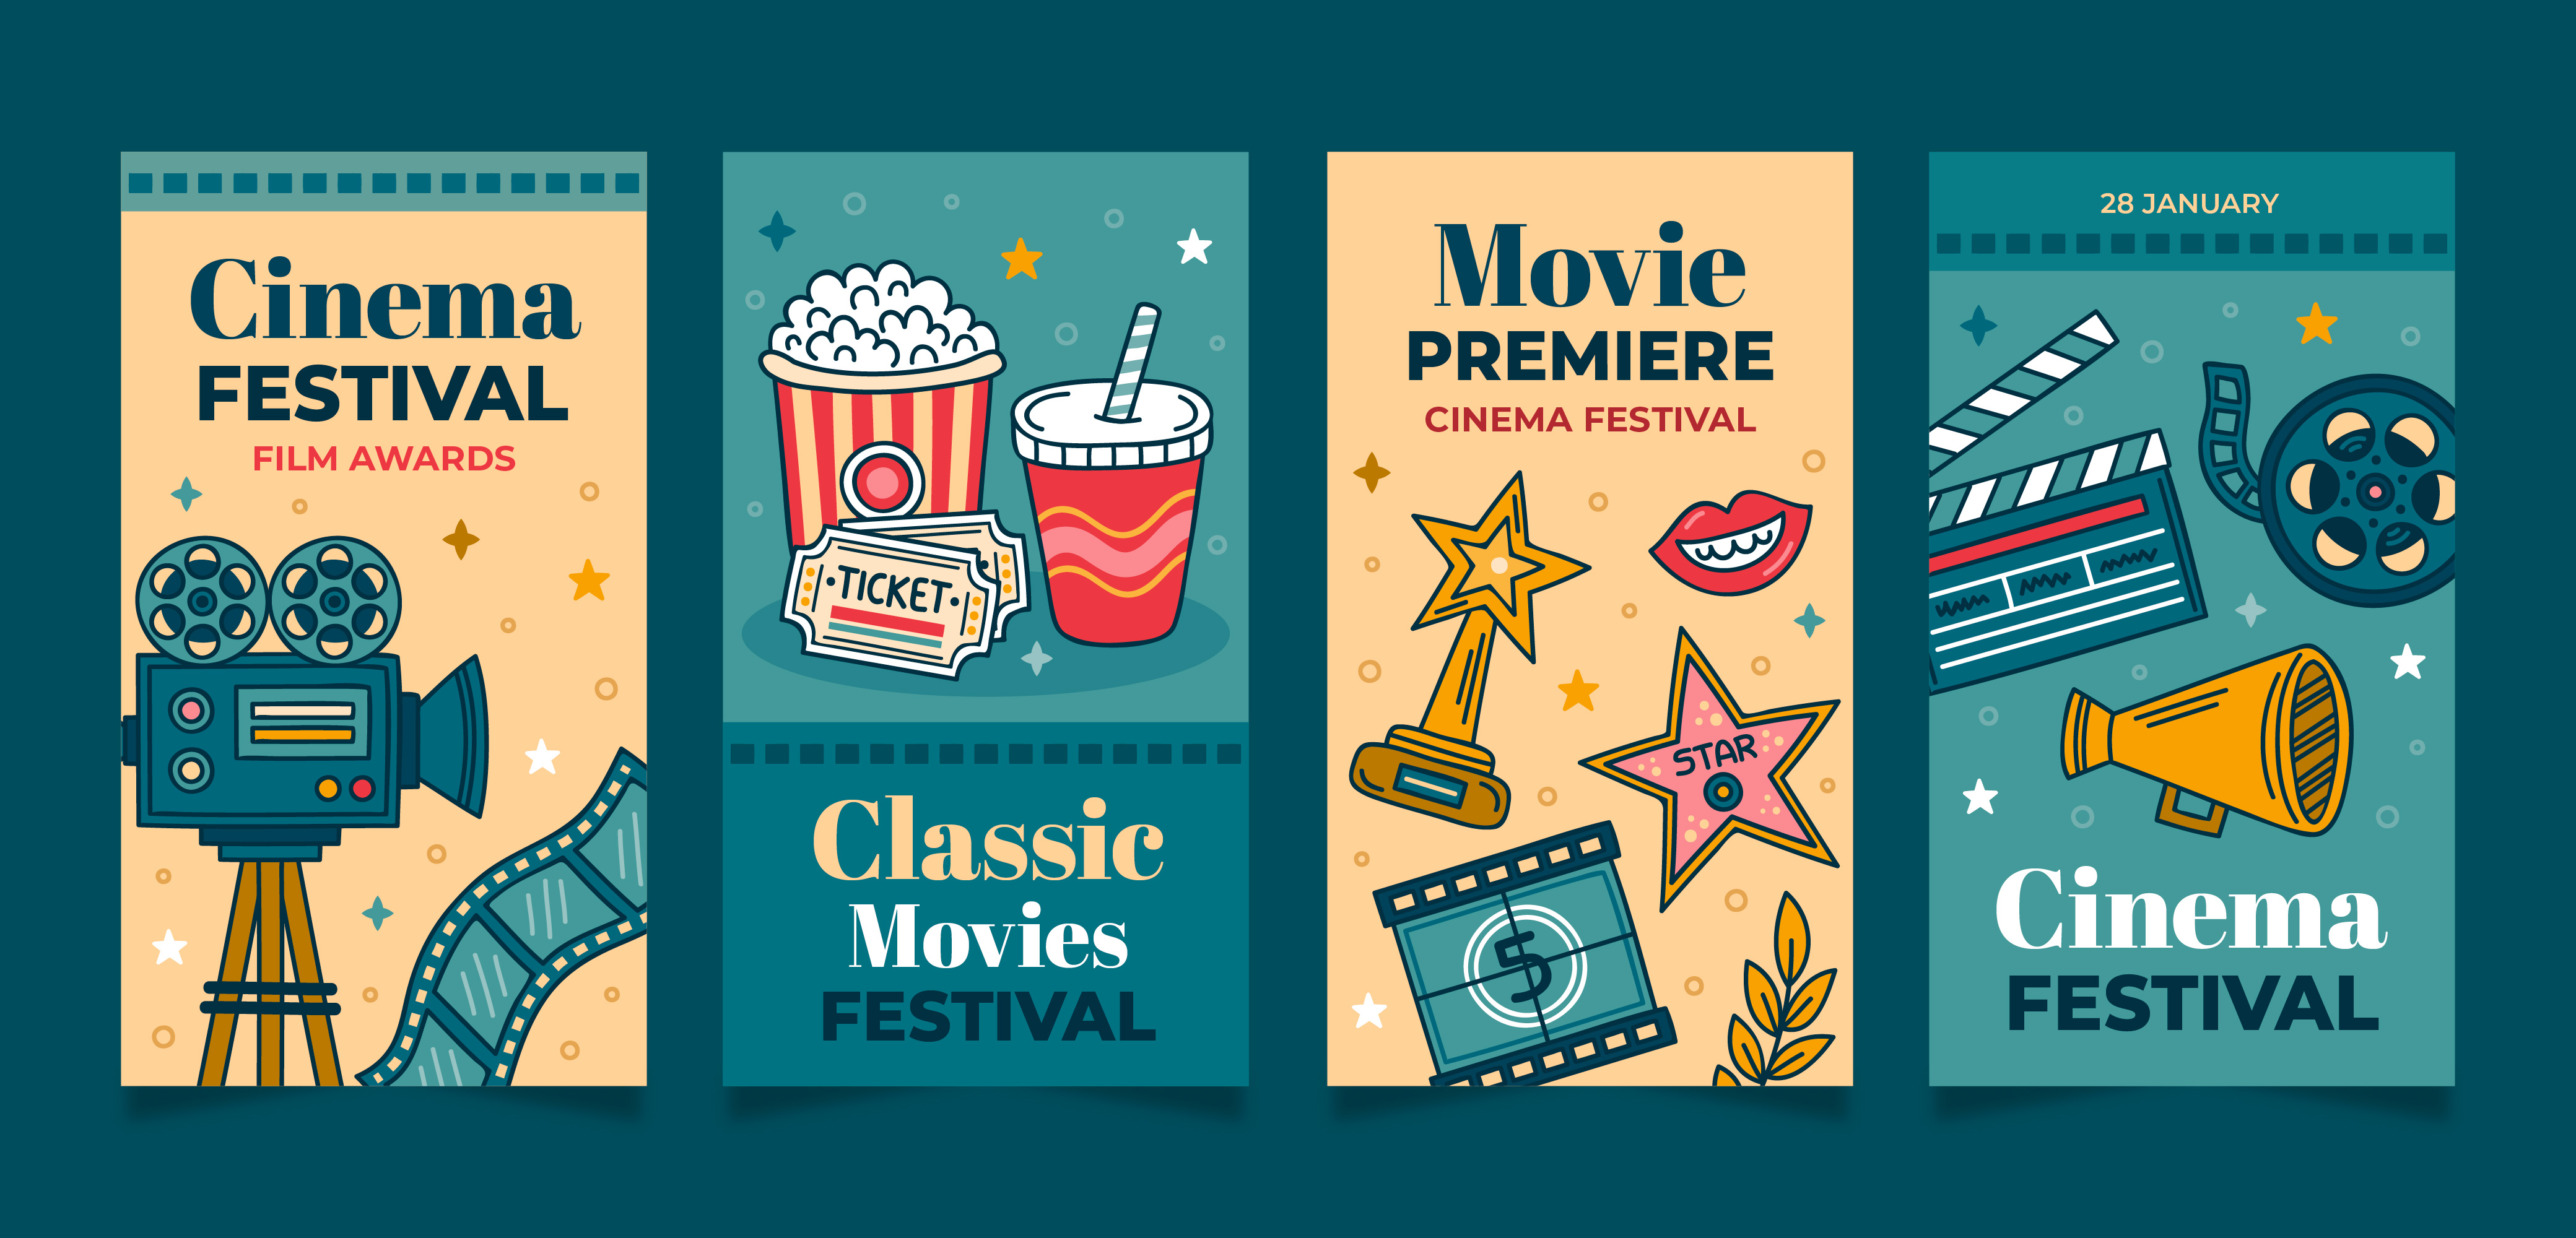 Cinema
FESTIVAL
FILM AWARDS
TICKET
Classic
Movies
FESTIVAL
Movie
PREMIERE
CINEMA FESTIVAL
STAR
5
28 JANUARY
Cinema
FESTIVAL